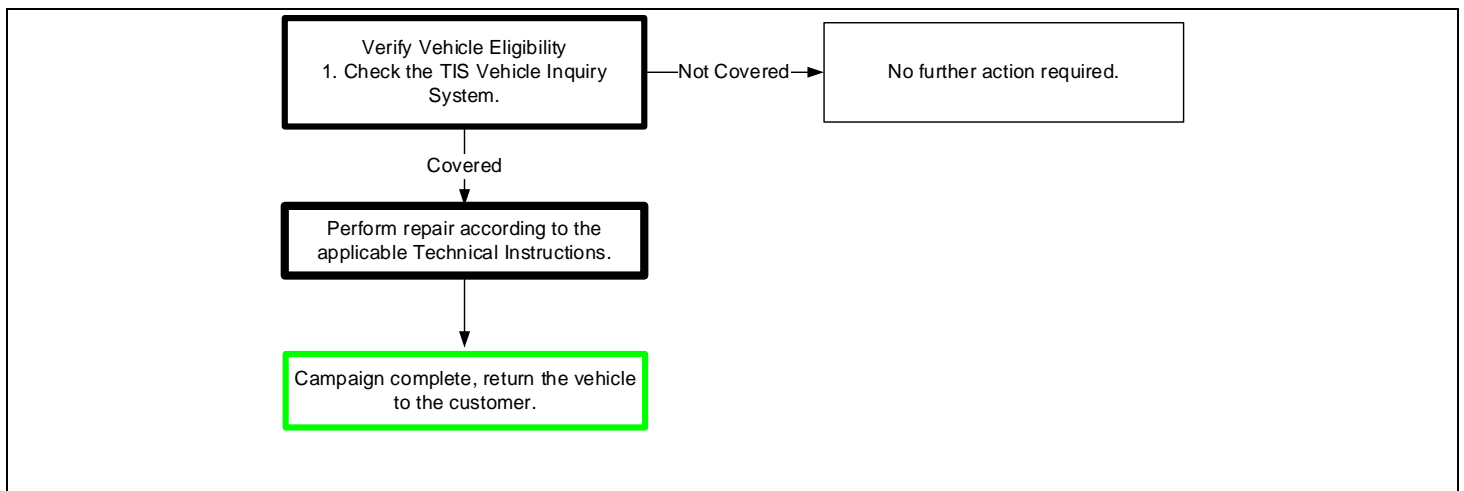 Verify Vehicle Eligibility
1. Check the TIS Vehicle Inquiry
System.
Not Covered
No further action required.
Covered
Perform repair according to the
applicable Technical Instructions.
Campaign complete, return the vehicle
to the customer.